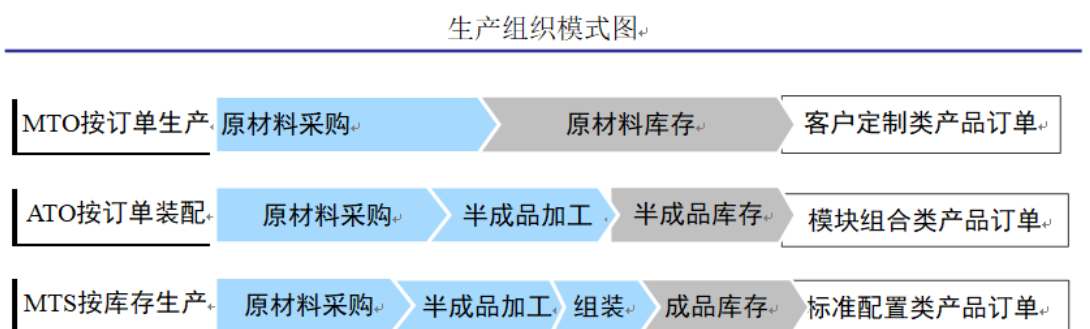 生产组织模式图
MTO按订单生产 原材料采购 原材料库存 客户定制类产品订单
ATO按订单装配 原材料采购 半成品加工 半成品库存 模块组合类产品订单
MTS按库存生产 原材料采购 半成品加工 组装 成品库存 标准配置类产品订单